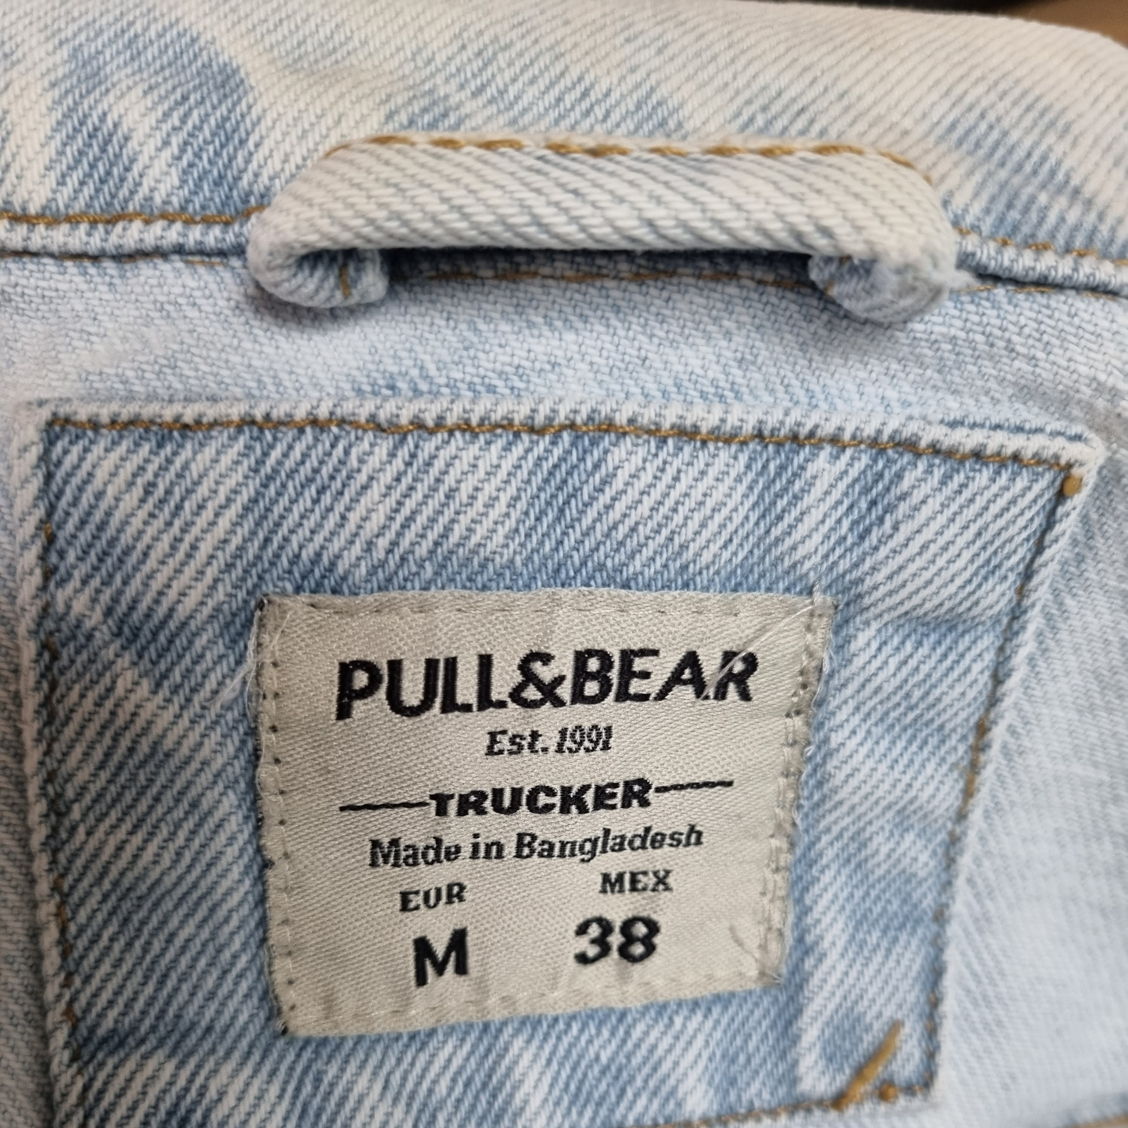 PULL&BEAR
Est. 1991
TRUCKER
Made in Bangladesh
EUR MEX
M 38